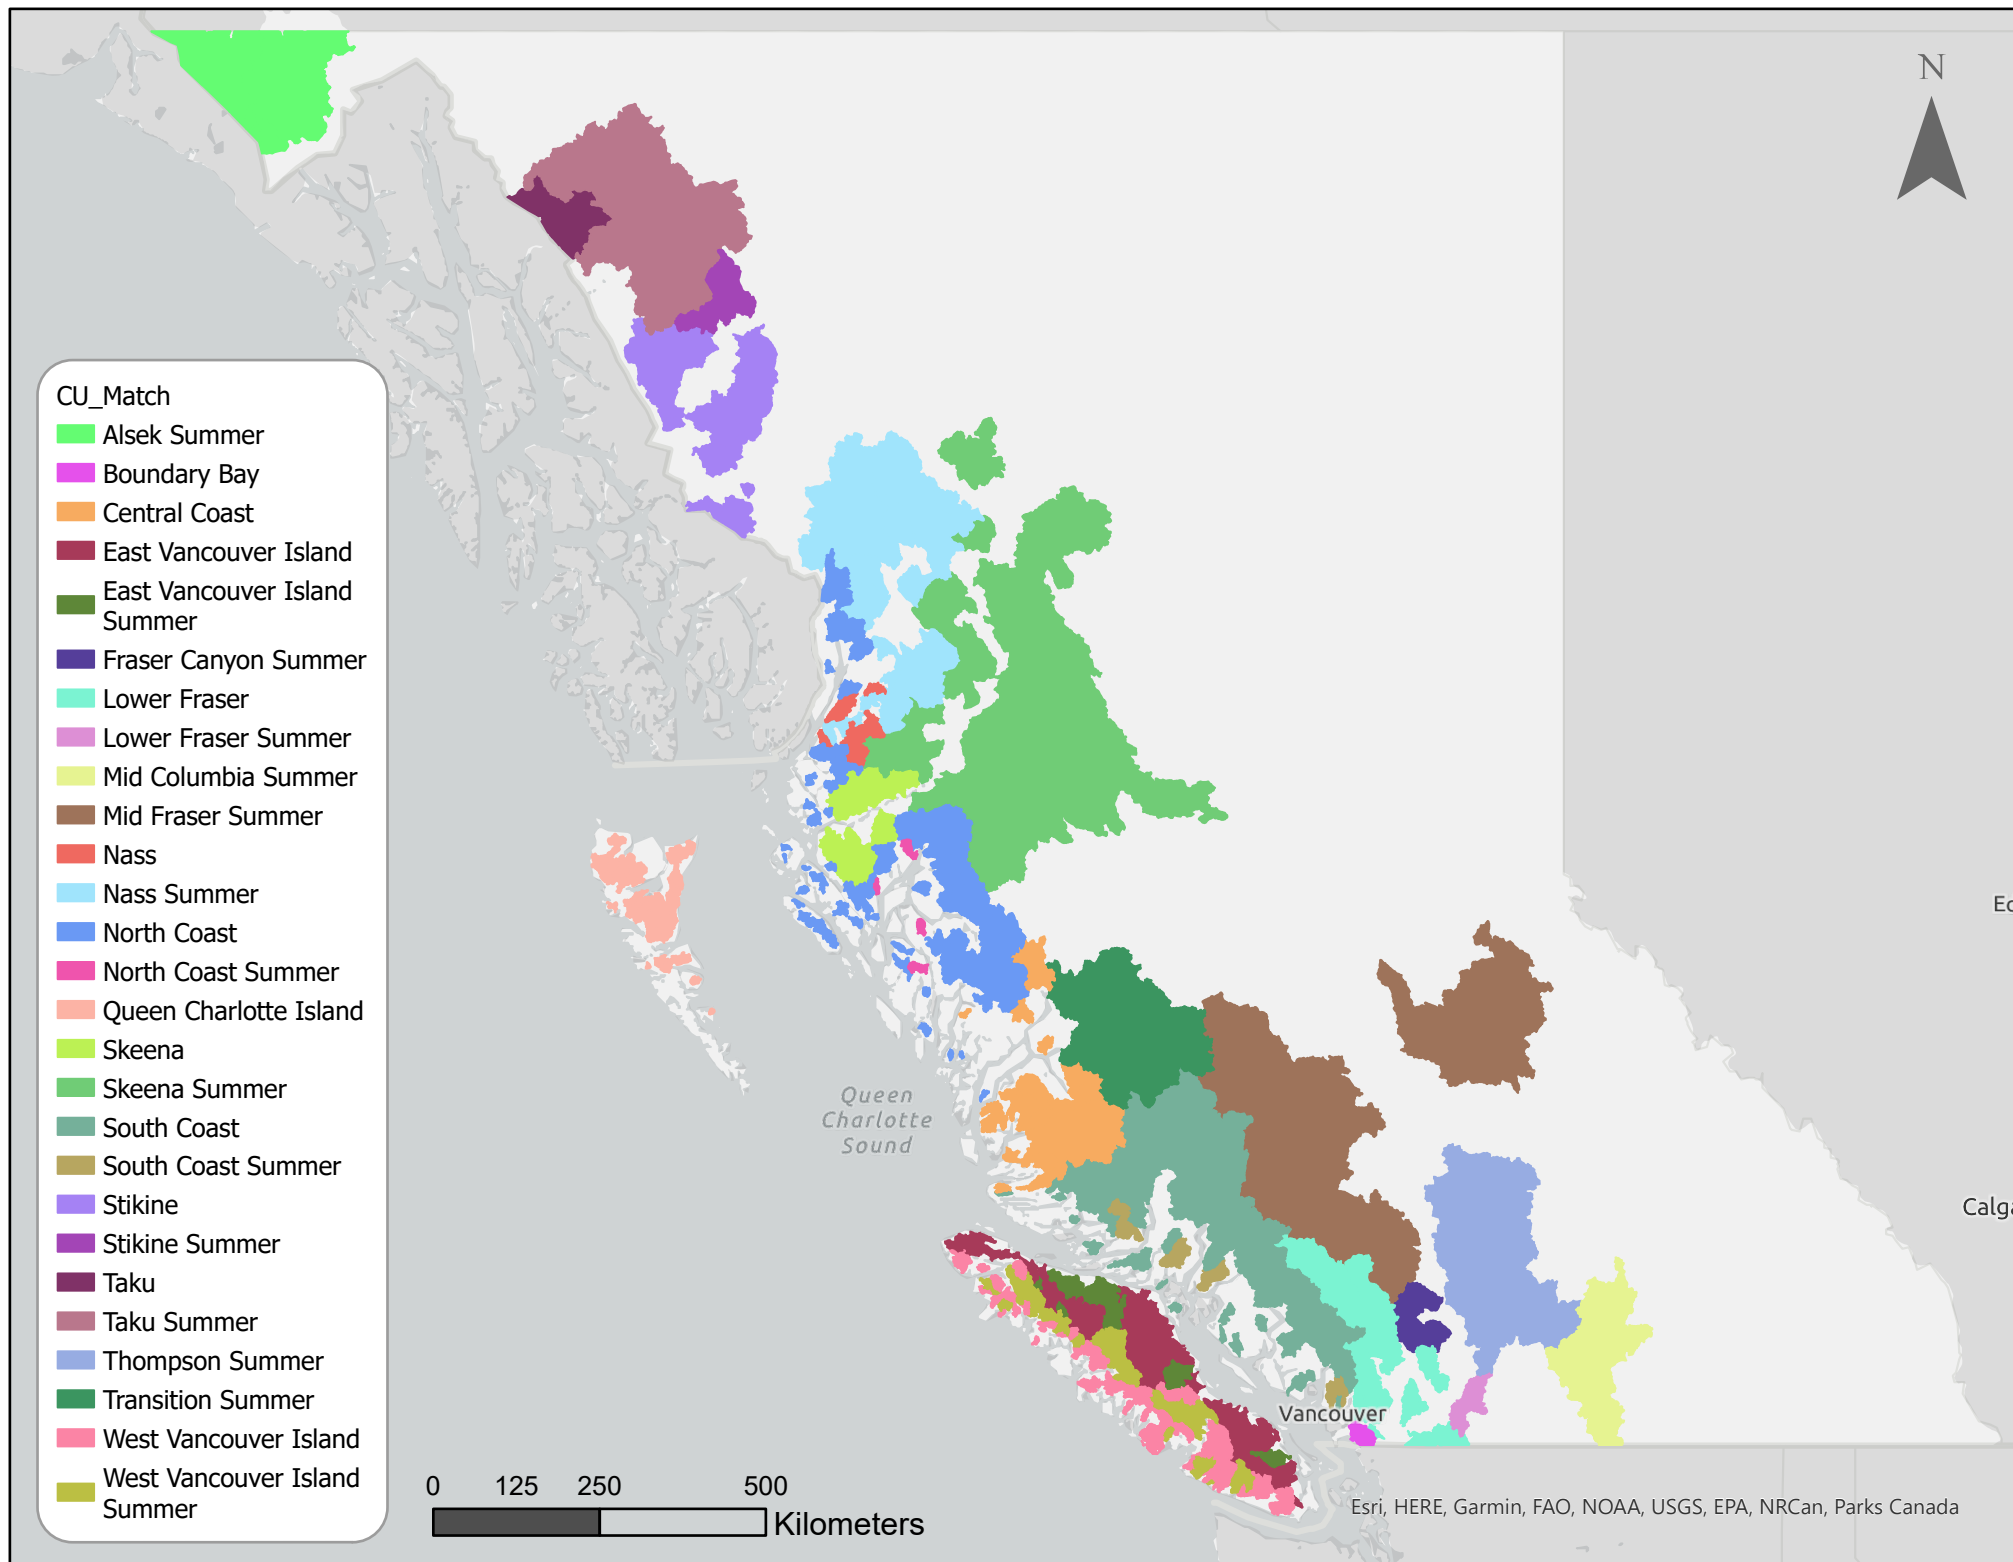 N
CU_Match
Alsek Summer
Boundary Bay
Central Coast
East Vancouver Island
East Vancouver Island
Summer
Fraser Canyon Summer
Lower Fraser
Lower Fraser Summer
Mid Columbia Summer
Mid Fraser Summer
Nass
Nass Summer
North Coast
North Coast Summer
Queen Charlotte Island
Skeena
Skeena Summer
South Coast
South Coast Summer
Stikine
Stikine Summer
Taku
Taku Summer
Thompson Summer
Transition Summer
West Vancouver Island
West Vancouver Island
Summer
Queen
Charlotte
Sound
Vancouver
Ec
Calga
0 125 250 500
Kilometers
Esri, HERE, Garmin, FAO, NOAA, USGS, EPA, NRCan, Parks Canada